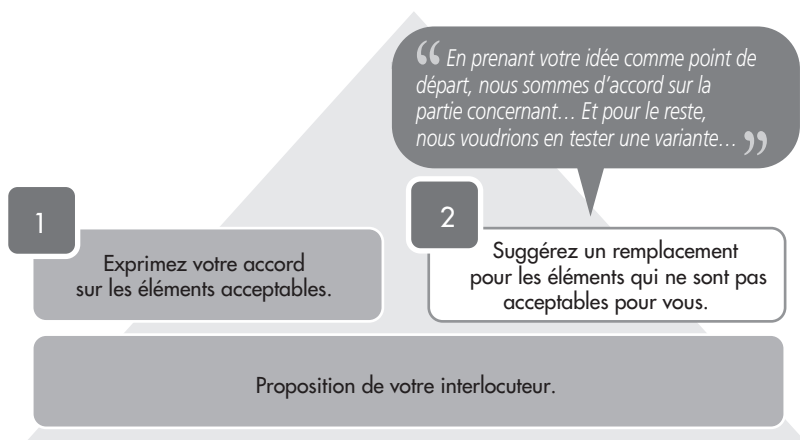 “ En prenant votre idée comme point de
départ, nous sommes d’accord sur la
partie concernant… Et pour le reste,
nous voudrions en tester une variante… ”
1
Exprimez votre accord
sur les éléments acceptables.
2
Suggérez un remplacement
pour les éléments qui ne sont pas
acceptables pour vous.
Proposition de votre interlocuteur.